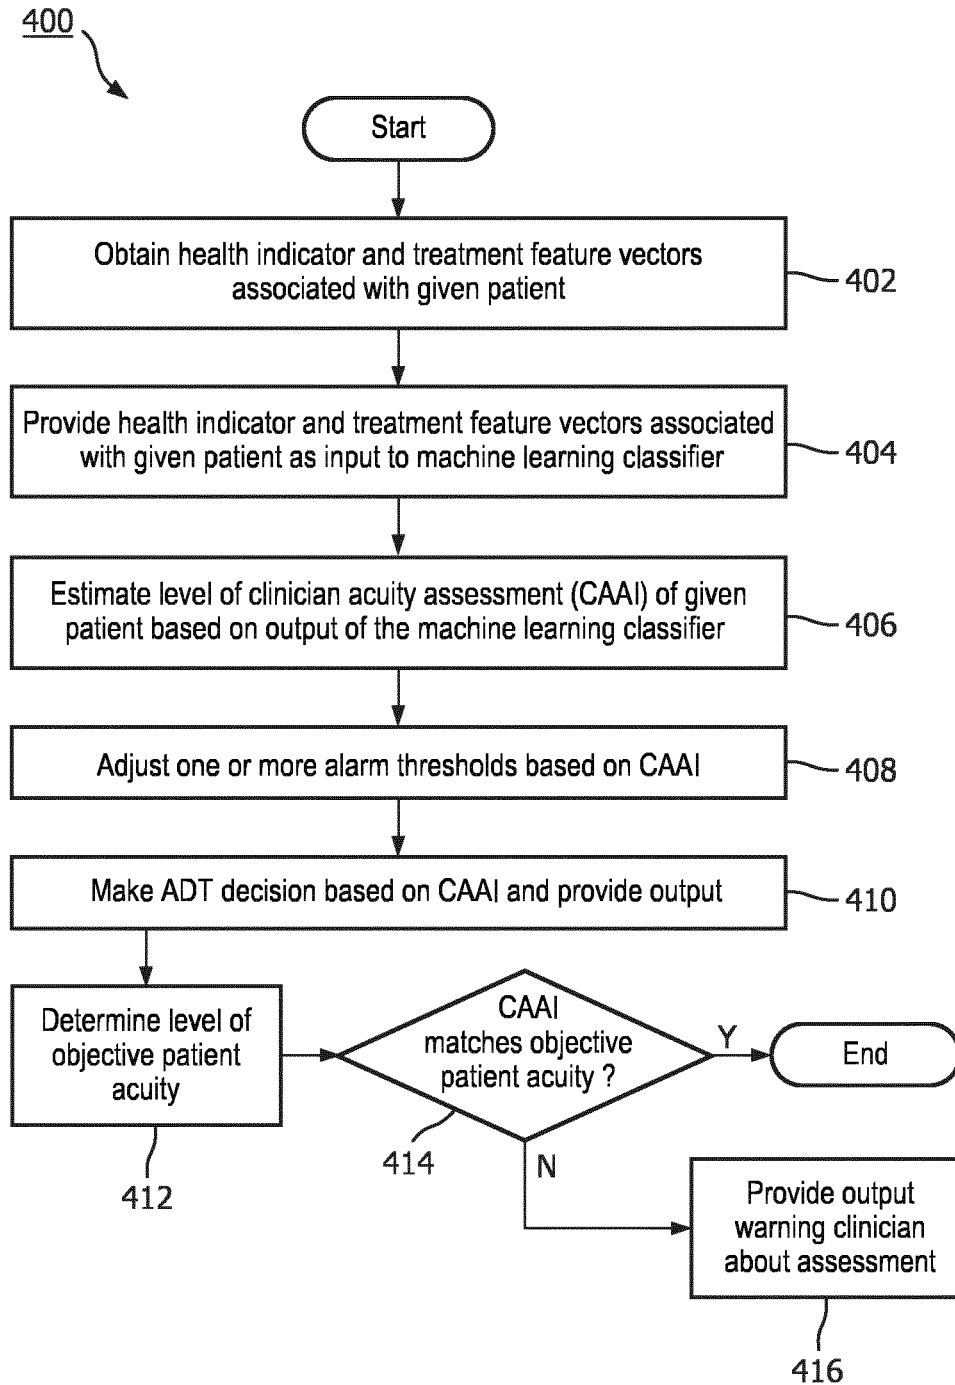 400
Start
Obtain health indicator and treatment feature vectors
associated with given patient
402
Provide health indicator and treatment feature vectors associated
with given patient as input to machine learning classifier
404
Estimate level of clinician acuity assessment (CAAI) of given
patient based on output of the machine learning classifier
406
Adjust one or more alarm thresholds based on CAAI
408
Make ADT decision based on CAAI and provide output
410
Determine level of
objective patient
acuity
412
CAAI
matches objective
patient acuity ?
414
Y
End
N
Provide output
warning clinician
about assessment
416